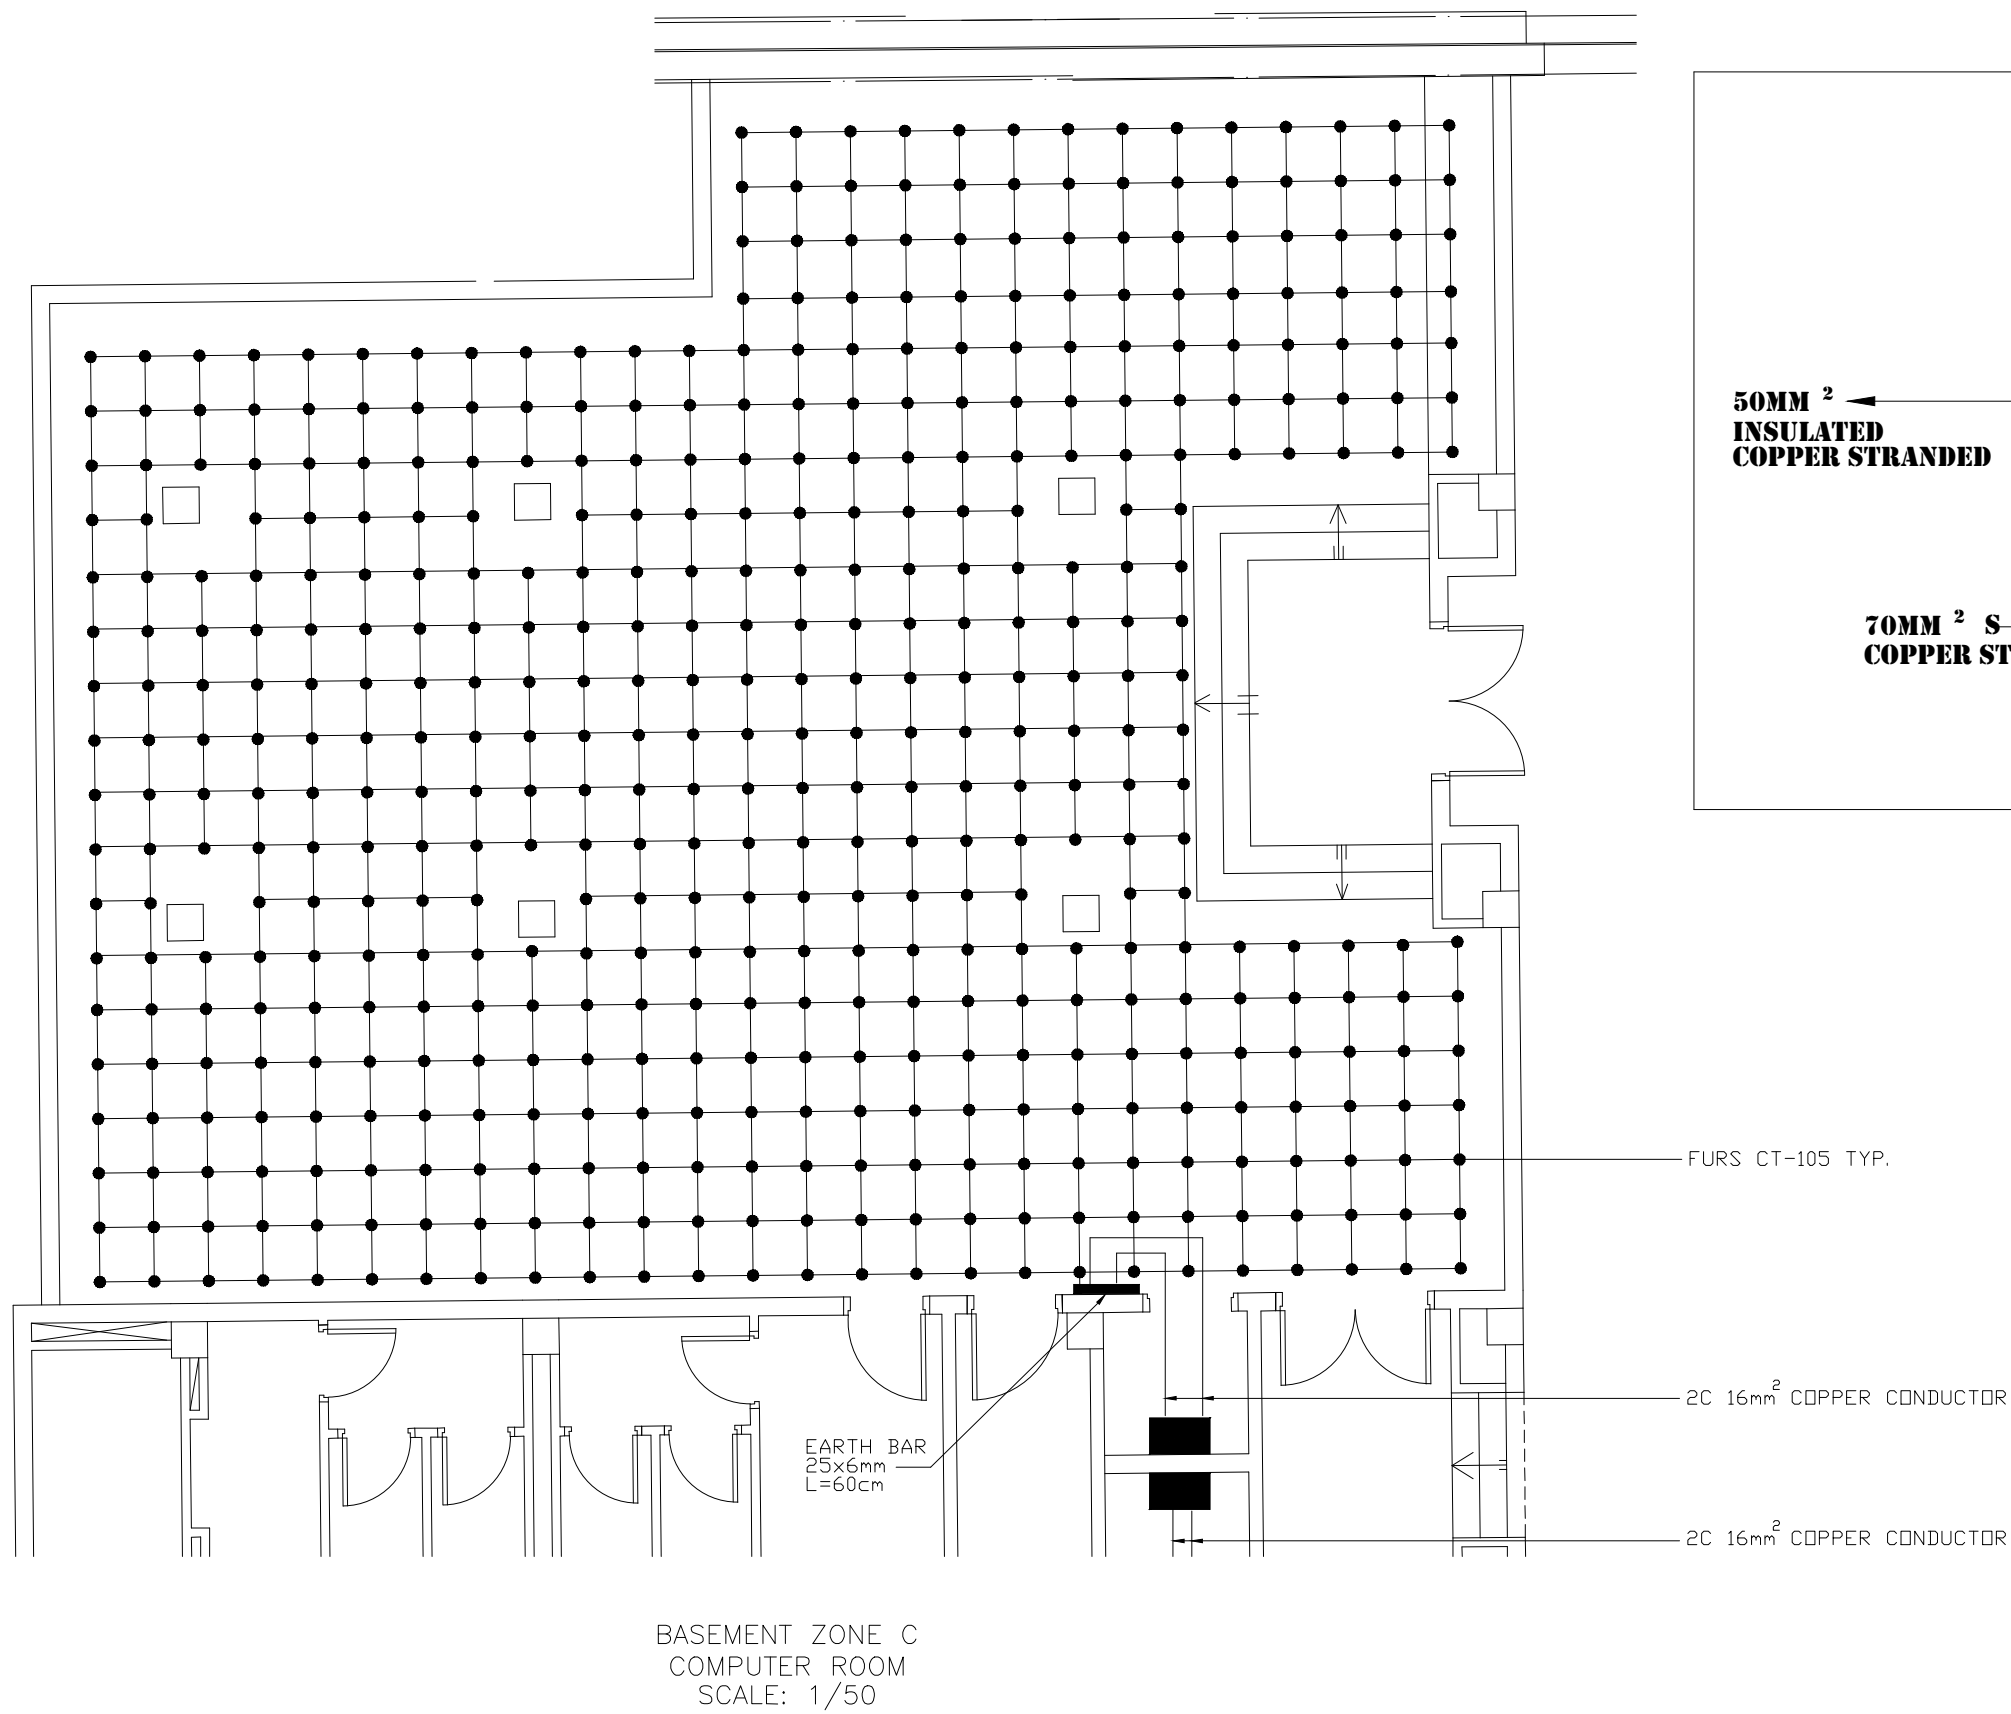 50MM 2
INSULATED
COPPER STRANDED
70MM 2 S
COPPER ST
FURS CT-105 TYP.
2C 16mm2 COPPER CONDUCTOR
EARTH BAR
25x6mm
L=60cm
2C 16mm2 COPPER CONDUCTOR
BASEMENT ZONE C
COMPUTER ROOM
SCALE: 1/50